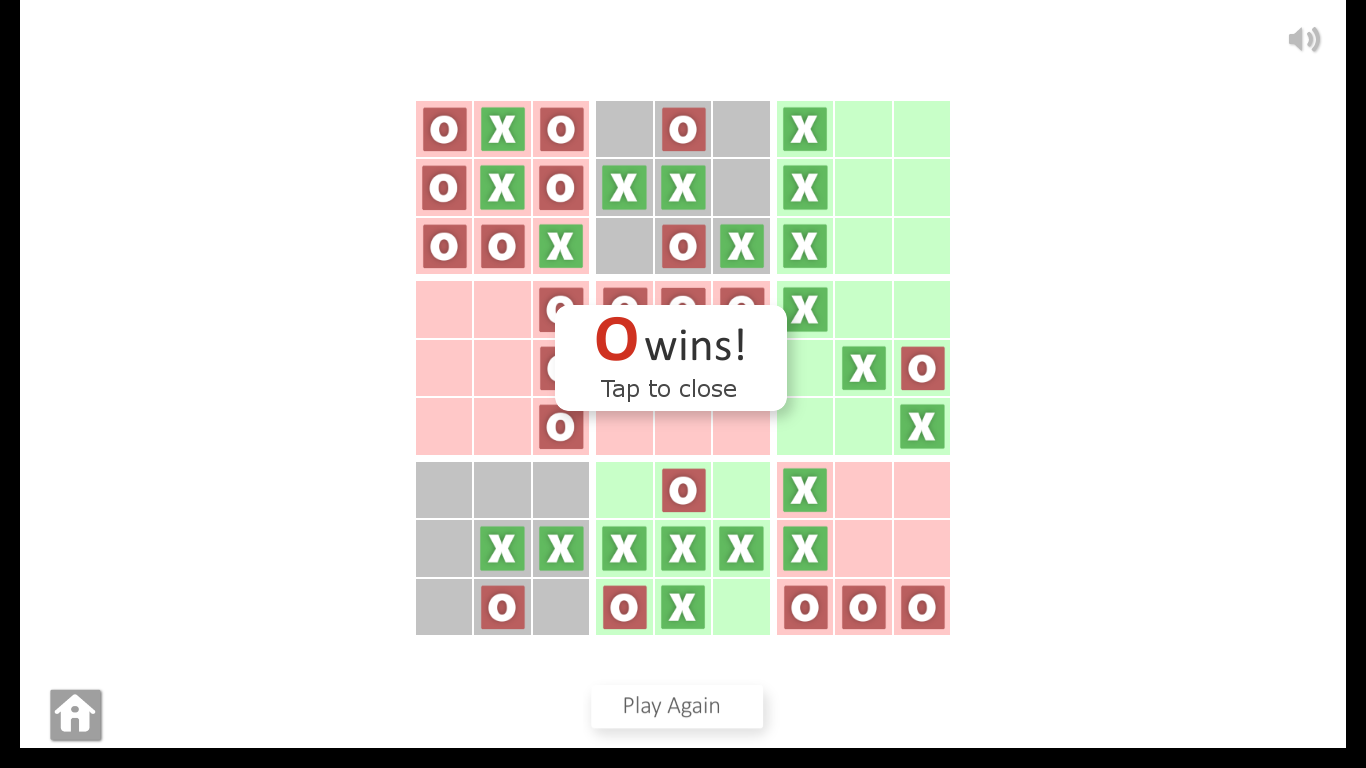 O X O O X
O X O X X X
O O X O X X
O O O O X
O wins!
X O
Tap to close
O X
O X
X X X X X X
O O X O O O
Play Again